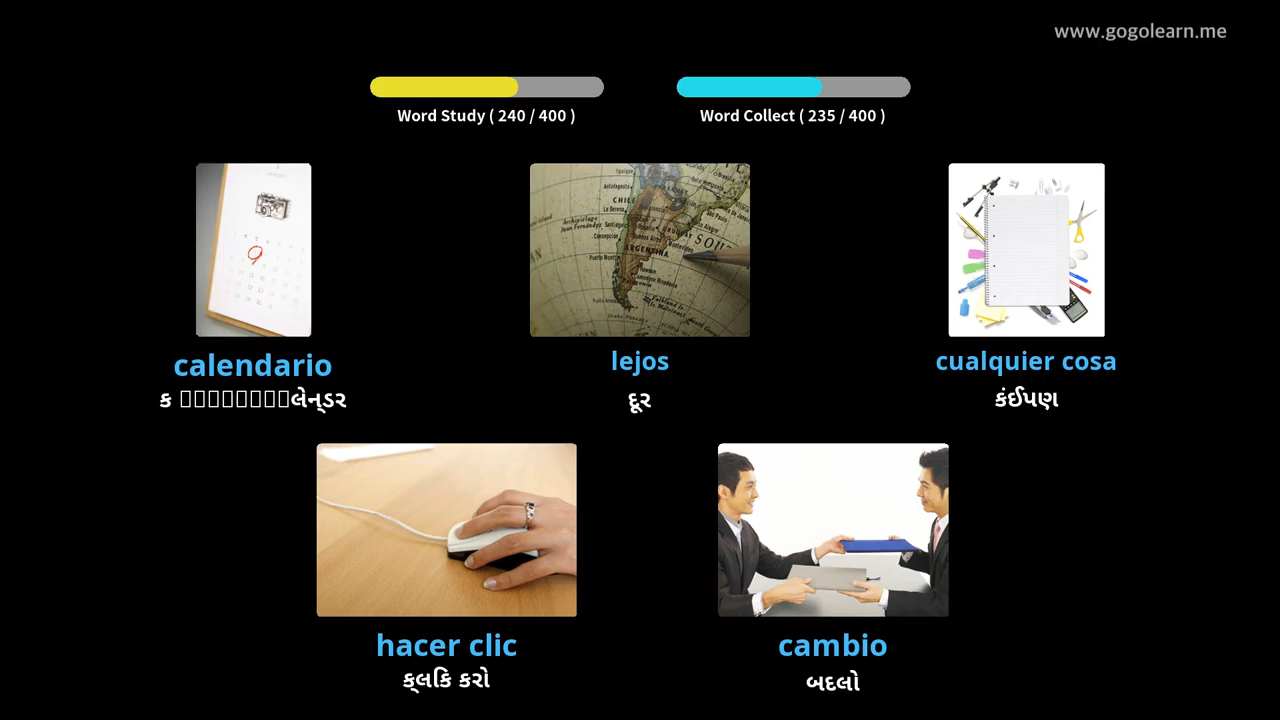 www.gogolearn.me
Word Study ( 240 / 400 )
Word Collect ( 235 / 400 )
calendario
lejos
cualquier cosa
ક લેન્ડર
દૂર
કંઈપણ
hacer clic
cambio
ક્લિક કરો
બદલો